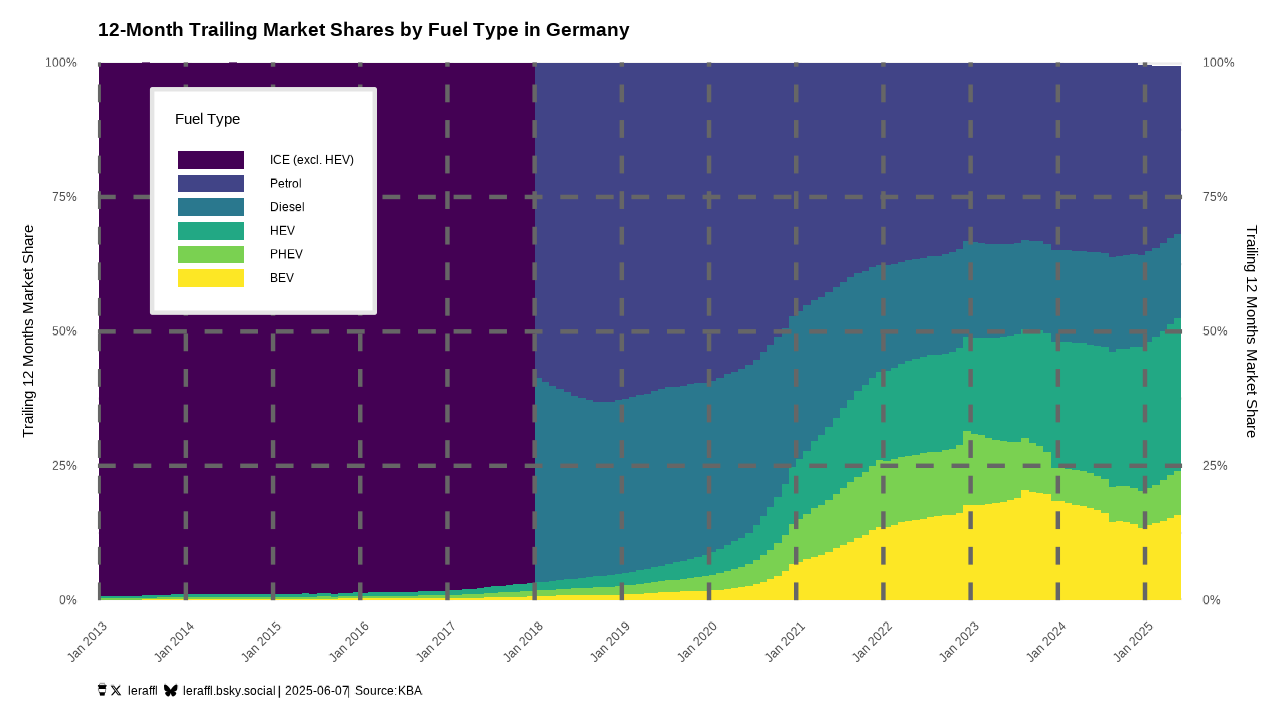 12-Month Trailing Market Shares by Fuel Type in Germany
Trailing 12 Months Market Share
100%
75%
50%
25%
0%
Fuel Type
ICE (excl. HEV)
Petrol
Diesel
HEV
PHEV
BEV
100%
75%
50%
25%
0%
Trailing 12 Months Market Share
Jan 2013
Jan 2014
Jan 2015
Jan 2016
Jan 2017
Jan 2018
Jan 2019
Jan 2020
Jan 2021
Jan 2022
Jan 2023
Jan 2024
Jan 2025
leraffl leraffl.bsky.social | 2025-06-07| Source:KBA